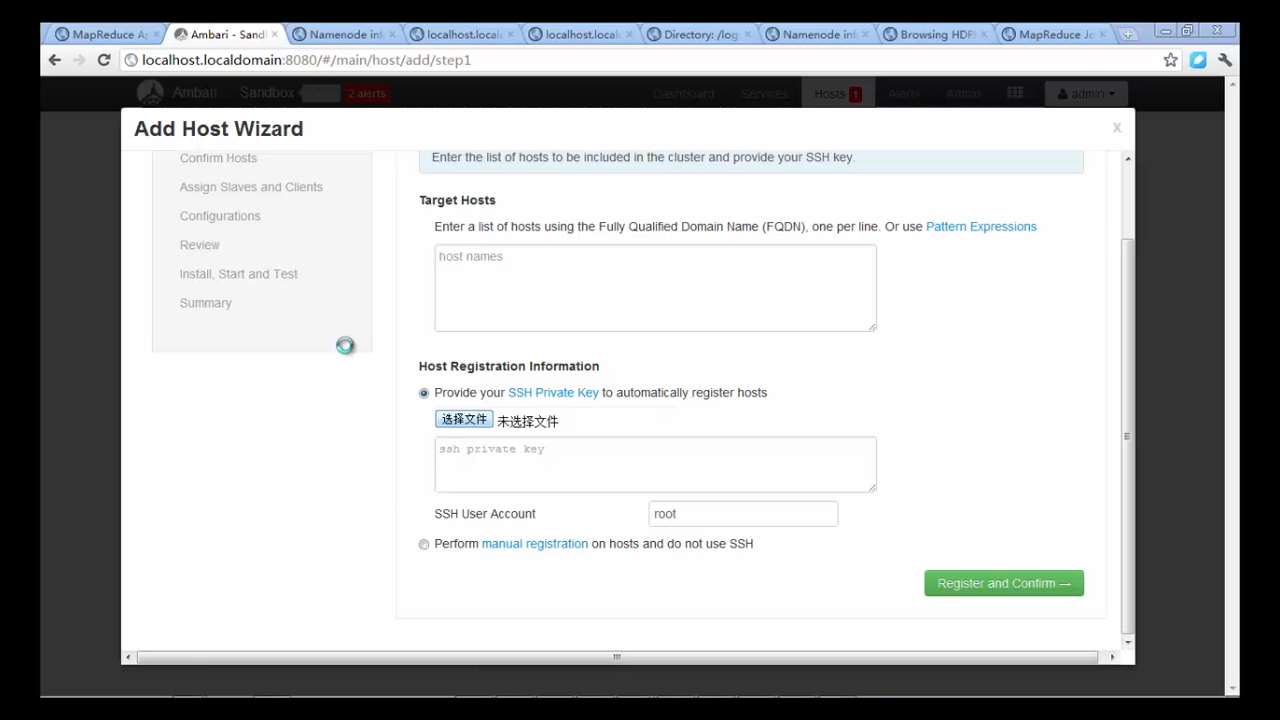 MapReduce Ap
Ambari - Sand
Namenode inf
localhost.local
localhost.local
Directory: /log
Namenode inf
Browsing HDF
MapReduce Jo
localhost.localdomain:8080/#/main/host/add/step1
Ambari
Sandbox
2 alerts
Dashboard
Services
Hosts 1
Alerts
Admin
admin
Add Host Wizard
x
Confirm Hosts
Assign Slaves and Clients
Configurations
Review
Install, Start and Test
Summary
Enter the list of hosts to be included in the cluster and provide your SSH key.
Target Hosts
Enter a list of hosts using the Fully Qualified Domain Name (FQDN), one per line. Or use Pattern Expressions
host names
Host Registration Information
Provide your SSH Private Key to automatically register hosts
选择文件 未选择文件
ssh private key
SSH User Account
root
Perform manual registration on hosts and do not use SSH
Register and Confirm →